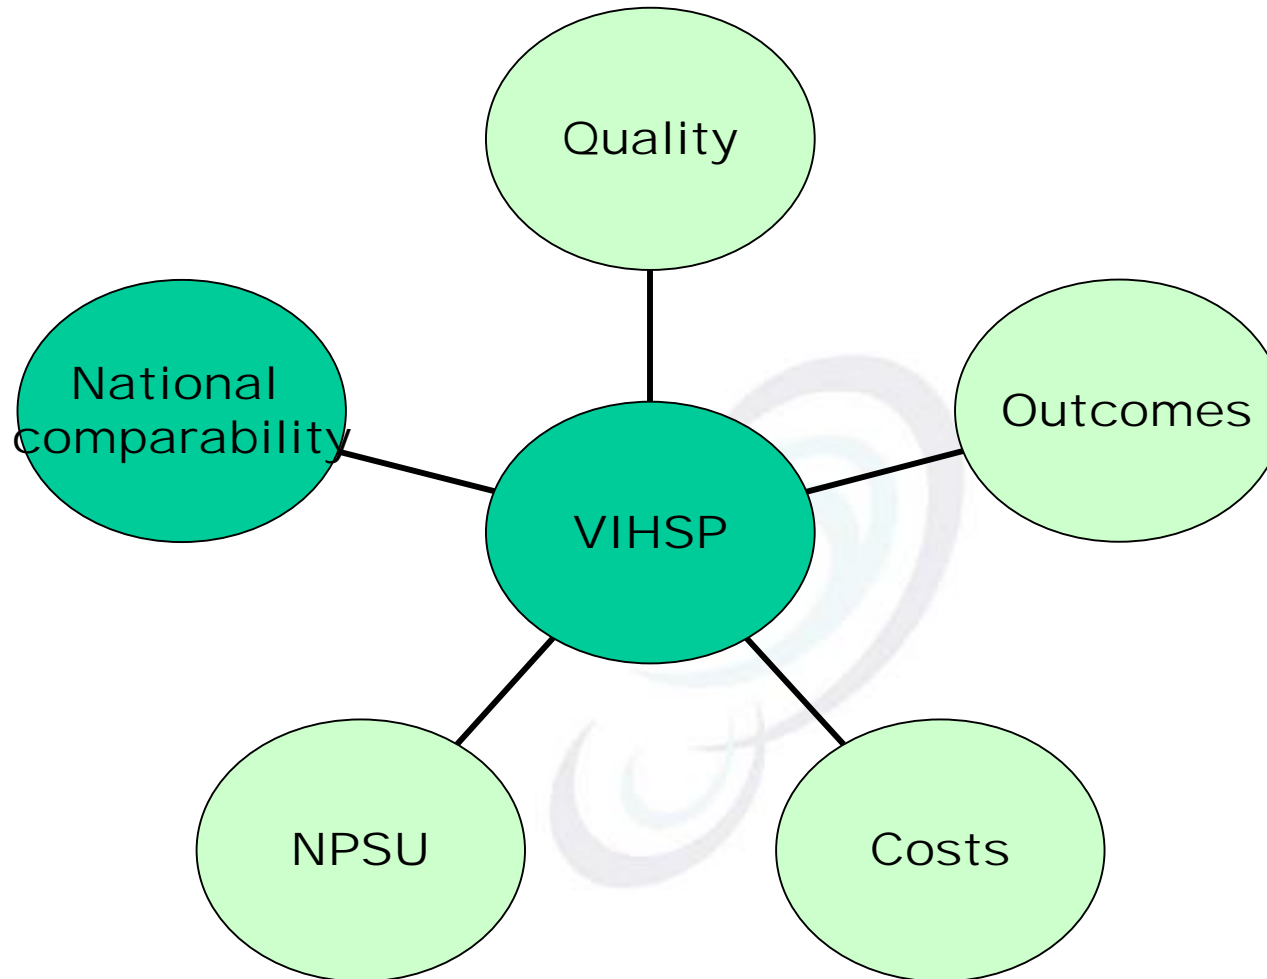 Quality
National
comparability
Outcomes
VIHSP
NPSU
Costs